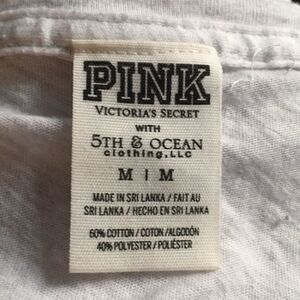 PINK
VICTORIA'S SECRET
WITH
5TH & OCEAN
clothing, LLC
M | M
MADE IN SRI LANKA / FAIT AU
SRI LANKA / HECHO EN SRI LANKA
60% COTTON / COTON / ALGODÓN
40% POLYESTER / POLIÉSTER